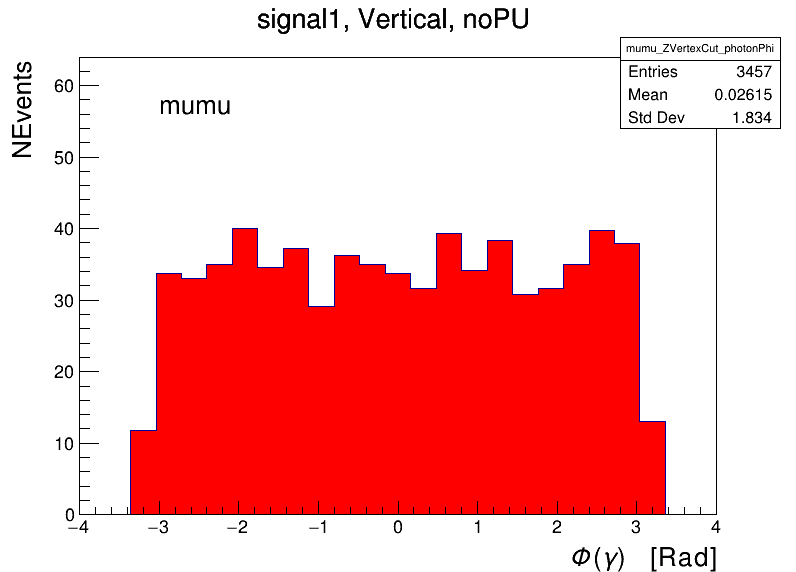 signal1, Vertical, noPU
mumu_ZVertexCut_photonPhi
Entries 3457
Mean 0.02615
Std Dev 1.834
NEvents
mumu
60
50
40
30
20
10
0
−4 −3 −2 −1 0 1 2 3 4
Φ(γ) [Rad]